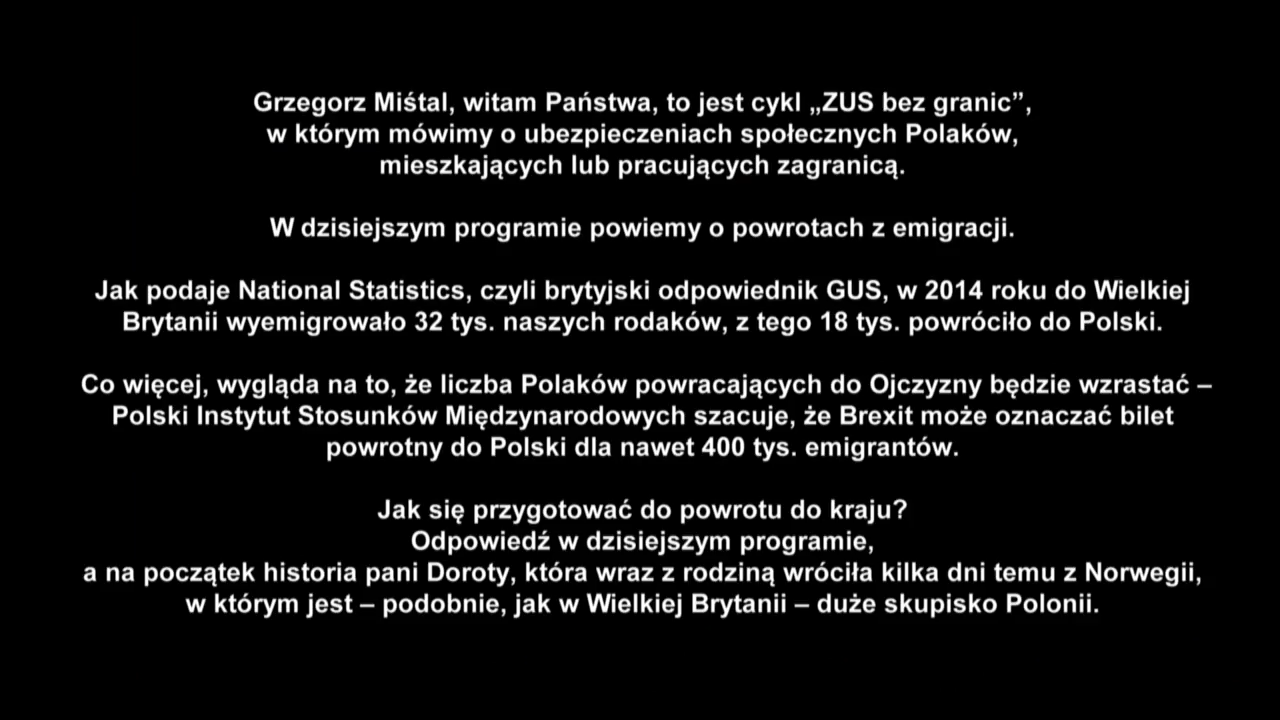 Grzegorz Miśtal, witam Państwa, to jest cykl „ZUS bez granic”,
w którym mówimy o ubezpieczeniach społecznych Polaków,
mieszkających lub pracujących zagranicą.
W dzisiejszym programie powiemy o powrotach z emigracji.
Jak podaje National Statistics, czyli brytyjski odpowiednik GUS, w 2014 roku do Wielkiej
Brytanii wyemigrowało 32 tys. naszych rodaków, z tego 18 tys. powróciło do Polski.
Co więcej, wygląda na to, że liczba Polaków powracających do Ojczyzny będzie wzrastać –
Polski Instytut Stosunków Międzynarodowych szacuje, że Brexit może oznaczać bilet
powrotny do Polski dla nawet 400 tys. emigrantów.
Jak się przygotować do powrotu do kraju?
Odpowiedź w dzisiejszym programie,
a na początek historia pani Doroty, która wraz z rodziną wróciła kilka dni temu z Norwegii,
w którym jest – podobnie, jak w Wielkiej Brytanii – duże skupisko Polonii.